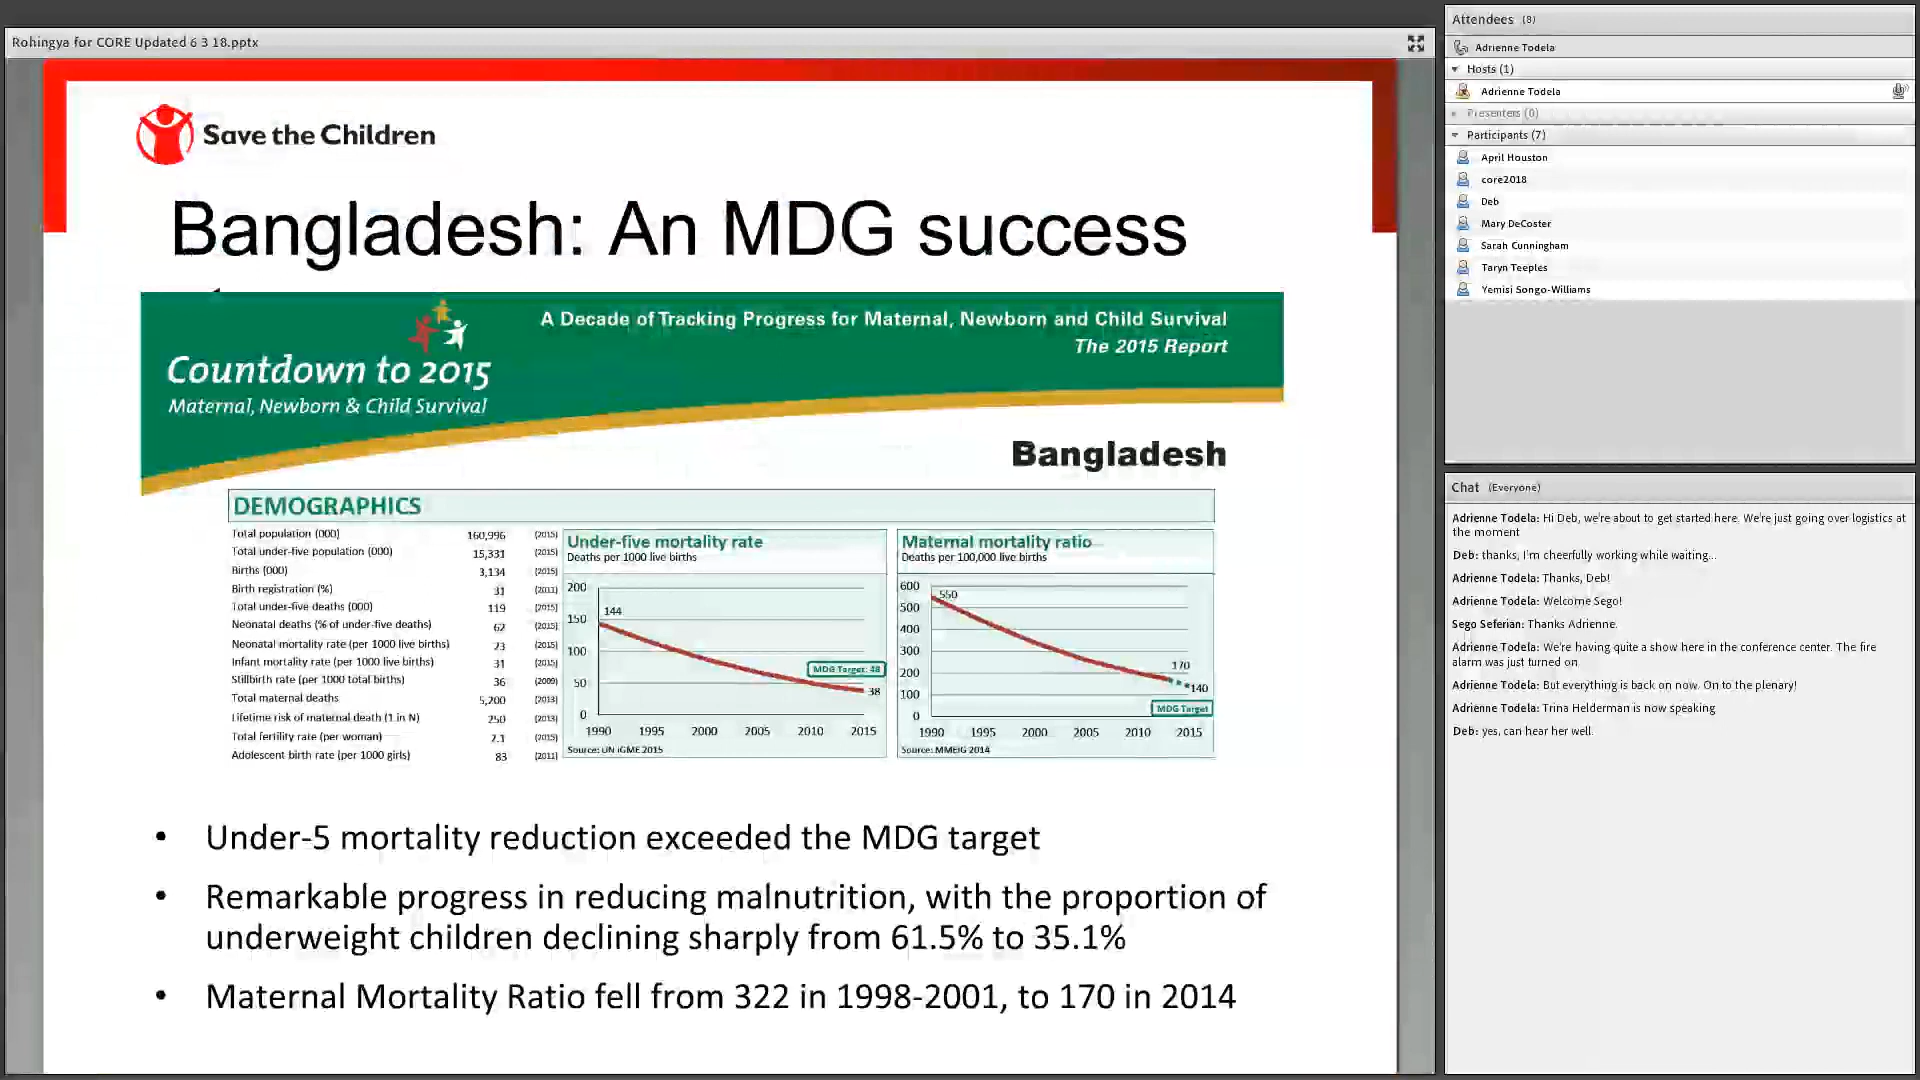 Rohingya for CORE Updated 6 3 18.pptx
Save the Children
Bangladesh: An MDG success
Countdown to 2015
Maternal, Newborn & Child Survival
A Decade of Tracking Progress for Maternal, Newborn and Child Survival
The 2015 Report
Bangladesh
DEMOGRAPHICS
Total population (000) 160,996 (2015)
Total under-five population (000) 15,331 (2015)
Births (000) 3,134 (2015)
Birth registration (%) 31 (2011)
Total under-five deaths (000) 119 (2015)
Neonatal deaths (% of under-five deaths) 62 (2015)
Neonatal mortality rate (per 1000 live births) 23 (2015)
Infant mortality rate (per 1000 live births) 31 (2015)
Stillbirth rate (per 1000 total births) 36 (2009)
Total maternal deaths 5,200 (2013)
Lifetime risk of maternal death (1 in N) 250 (2013)
Total fertility rate (per woman) 2.1 (2015)
Adolescent birth rate (per 1000 girls) 83 (2011)
Under-five mortality rate
Deaths per 1000 live births
200
150
100
50
0
144
MDG Target: 48
38
1990 1995 2000 2005 2010 2015
Source: UN IGME 2015
Maternal mortality ratio
Deaths per 100,000 live births
600
500
400
300
200
100
0
550
170
140
MDG Target
1990 1995 2000 2005 2010 2015
Source: MMEIG 2014
• Under-5 mortality reduction exceeded the MDG target
• Remarkable progress in reducing malnutrition, with the proportion of
underweight children declining sharply from 61.5% to 35.1%
• Maternal Mortality Ratio fell from 322 in 1998-2001, to 170 in 2014
Attendees (8)
Adrienne Todela
Hosts (1)
Adrienne Todela
Presenters (0)
Participants (7)
April Houston
core2018
Deb
Mary DeCoster
Sarah Cunningham
Taryn Teeples
Yemisi Songo-Williams
Chat (Everyone)
Adrienne Todela: Hi Deb, we're about to get started here. We're just going over logistics at
the moment
Deb: thanks, I'm cheerfully working while waiting...
Adrienne Todela: Thanks, Deb!
Adrienne Todela: Welcome Sego!
Sego Seferian: Thanks Adrienne.
Adrienne Todela: We're having quite a show here in the conference center. The fire
alarm was just turned on
Adrienne Todela: But everything is back on now. On to the plenary!
Adrienne Todela: Trina Helderman is now speaking
Deb: yes, can hear her well.